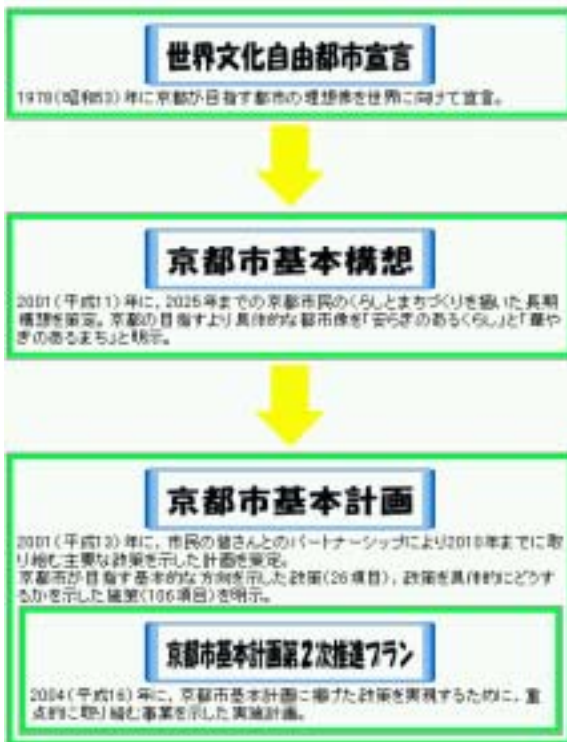 世界文化自由都市宣言
1978(昭和53)年に京都が目指す都市の理想像を世界に向けて宣言。
京都市基本構想
2001(平成11)年に，2025年までの京都市民のくらしとまちづくりを描いた長期
構想を策定。京都の目指すより具体的な都市像を「安らぎのあるくらし」と「華や
ぎのあるまち」と明示。
京都市基本計画
2001(平成13)年に，市民の皆さんとのパートナーシップにより2010年までに取
り組む主要な政策を示した計画を策定。
京都市が目指す基本的な方向を示した政策(26項目)，政策を具体的にどうす
るかを示した施策(106項目)を明示。
京都市基本計画第2次推進プラン
2004(平成16)年に，京都市基本計画に掲げた政策を実現するために，重
点的に取り組む事業を示した実施計画。